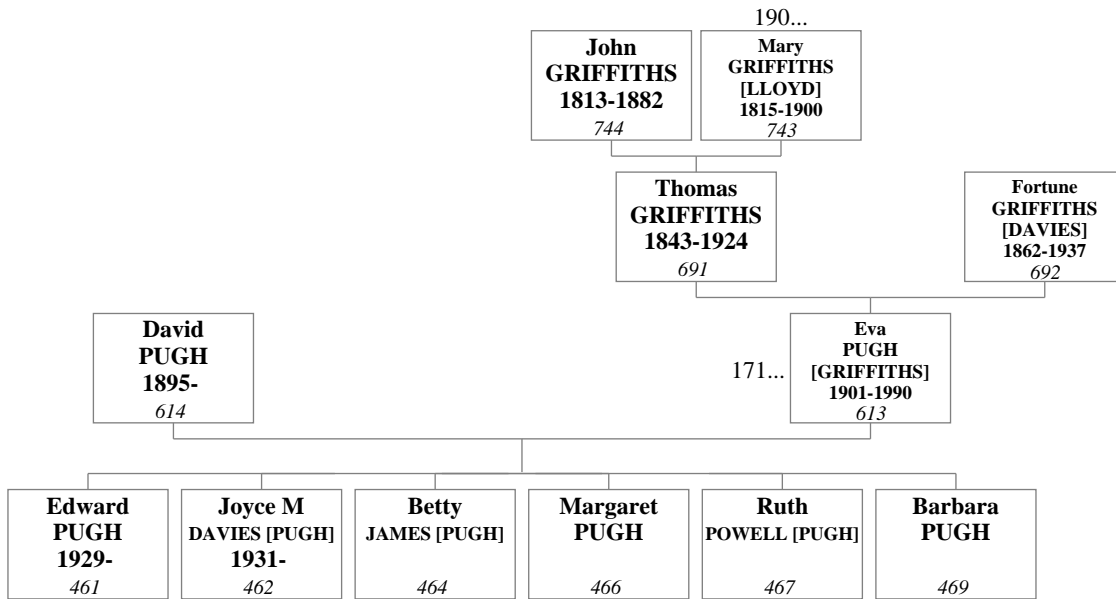 190...
John
GRIFFITHS
1813-1882
744
Mary
GRIFFITHS
[LLOYD]
1815-1900
743
Thomas
GRIFFITHS
1843-1924
691
Fortune
GRIFFITHS
[DAVIES]
1862-1937
692
David
PUGH
1895-
614
171...
Eva
PUGH
[GRIFFITHS]
1901-1990
613
Edward
PUGH
1929-
461
Joyce M
DAVIES [PUGH]
1931-
462
Betty
JAMES [PUGH]
464
Margaret
PUGH
466
Ruth
POWELL [PUGH]
467
Barbara
PUGH
469